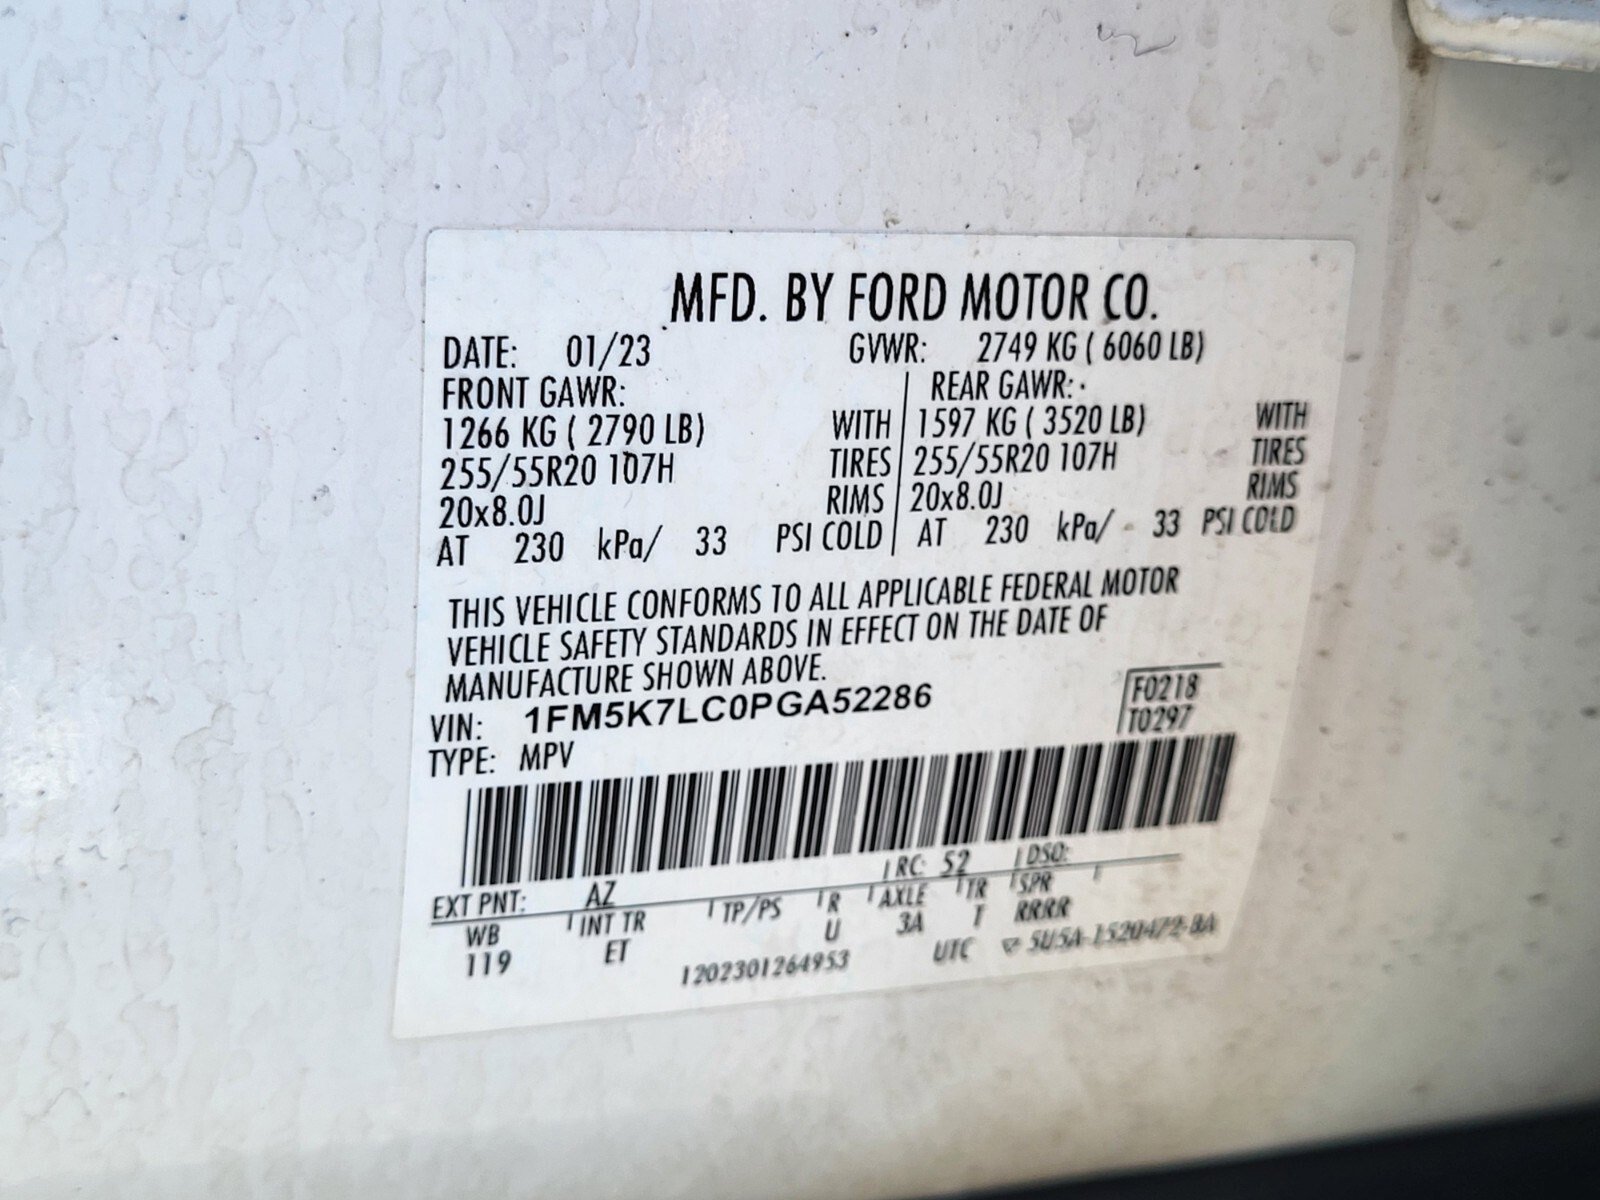 MFD. BY FORD MOTOR CO.
DATE: 01/23 GVWR: 2749 KG ( 6060 LB)
FRONT GAWR: REAR GAWR:
1266 KG ( 2790 LB) WITH 1597 KG ( 3520 LB) WITH
255/55R20 107H TIRES 255/55R20 107H TIRES
20x8.0J RIMS 20x8.0J RIMS
AT 230 kPa/ 33 PSI COLD AT 230 kPa/ 33 PSI COLD
THIS VEHICLE CONFORMS TO ALL APPLICABLE FEDERAL MOTOR
VEHICLE SAFETY STANDARDS IN EFFECT ON THE DATE OF
MANUFACTURE SHOWN ABOVE.
VIN: 1FM5K7LC0PGA52286 F0218
TYPE: MPV T0297
EXT PNT: AZ RC: 52 DSO:
WB INT TR TP/PS R AXLE TR SPR
119 ET U 3A T RRRR
1202301264953 UTC 5U5A-1520472-BA